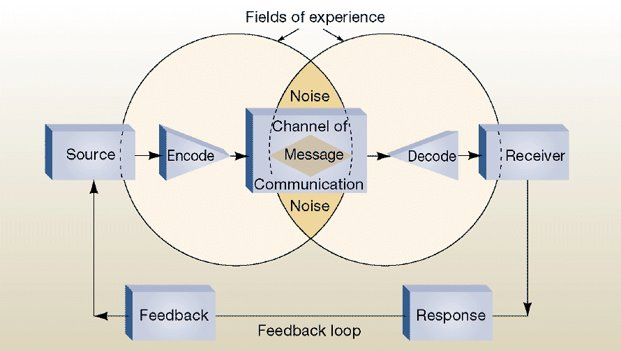 Fields of experience
Noise
Channel of
Source
Encode
Message
Decode
Receiver
Communication
Noise
Feedback
Response
Feedback loop